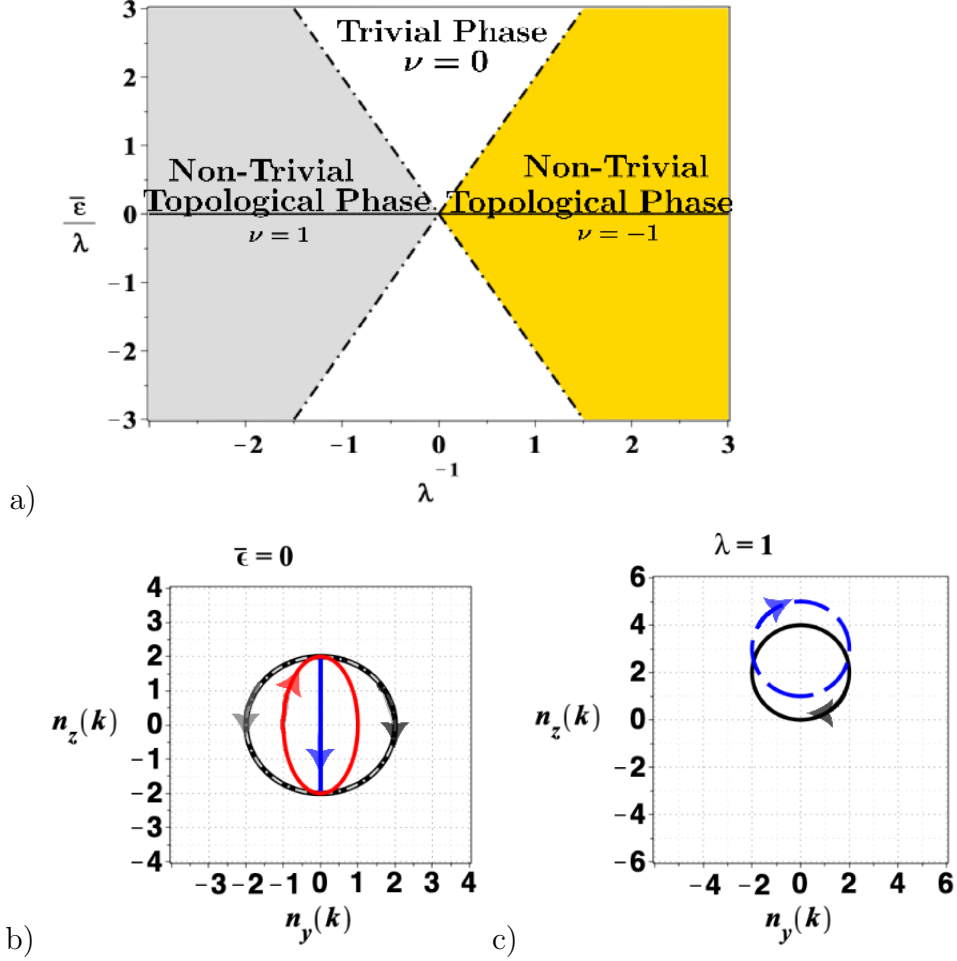 3
2
1
0
−1
−2
−3
ε̄
λ
Trivial Phase
ν = 0
Non-Trivial
Topological Phase
ν = 1
Non-Trivial
Topological Phase
ν = −1
−2 −1 0 1 2 3
λ⁻¹
a)
ϵ̄ = 0
4
3
2
1
0
−1
−2
−3
−4
n_z(k)
−3 −2 −1 0 1 2 3 4
n_y(k)
b)
λ = 1
6
4
2
0
−2
−4
−6
n_z(k)
−4 −2 0 2 4 6
n_y(k)
c)